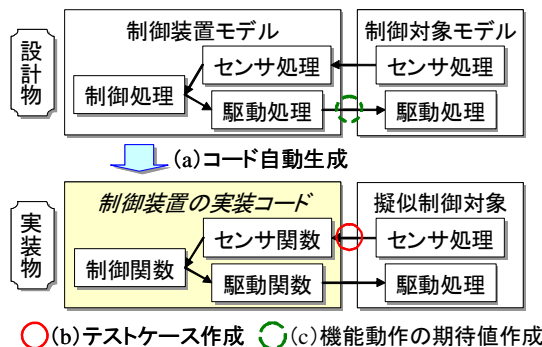 設計物
制御装置モデル
制御対象モデル
センサ処理
センサ処理
制御処理
駆動処理
駆動処理
(a)コード自動生成
実装物
制御装置の実装コード
擬似制御対象
センサ関数
センサ処理
制御関数
駆動関数
駆動処理
(b)テストケース作成
(c)機能動作の期待値作成